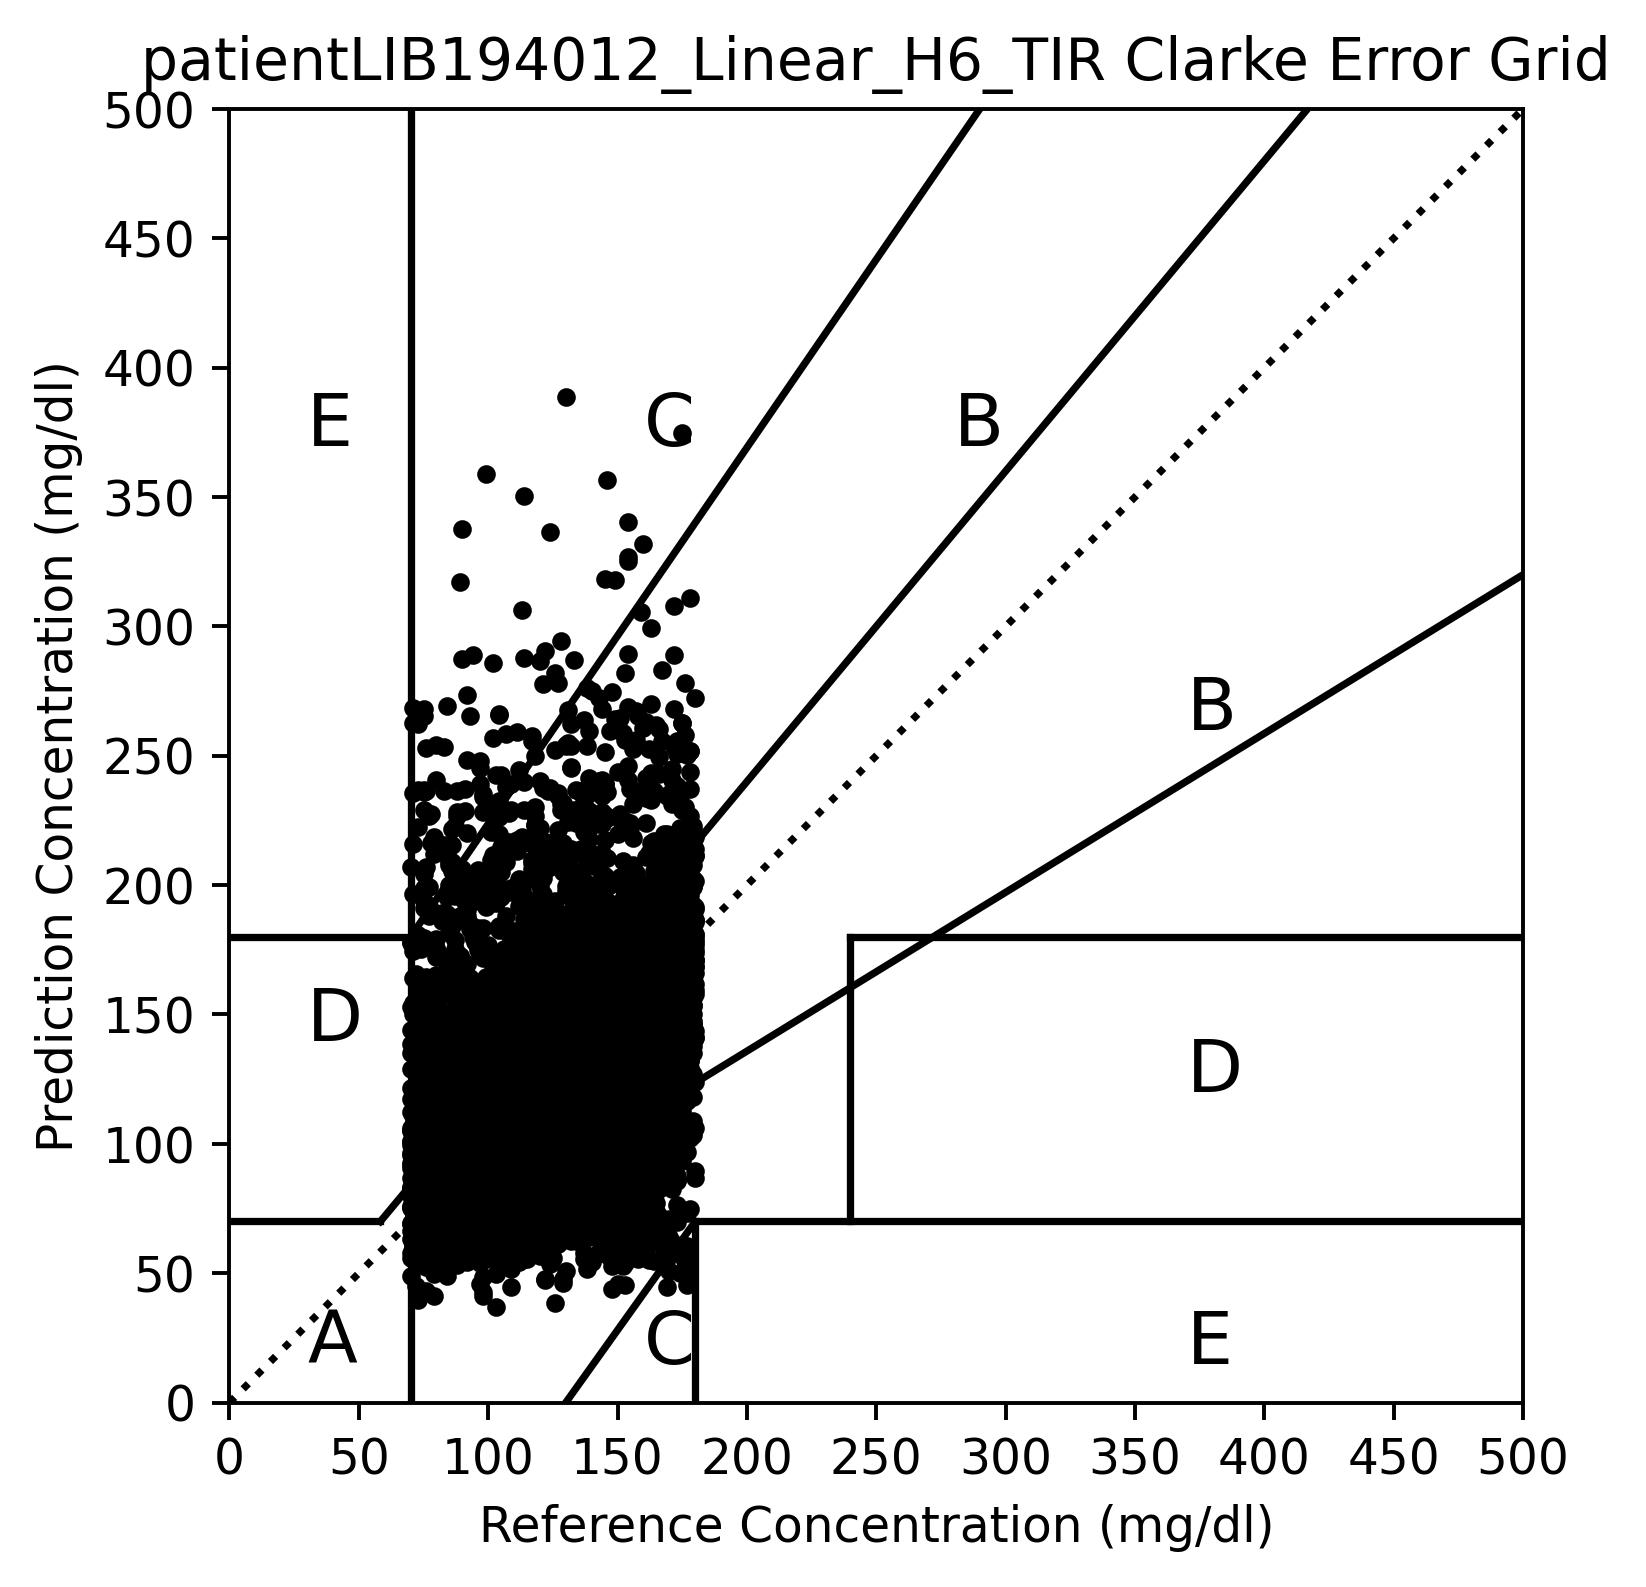 patientLIB194012_Linear_H6_TIR Clarke Error Grid
500
450
400
350
300
250
200
150
100
50
0
Prediction Concentration (mg/dl)
E
C
B
B
D
D
A
C
E
0 50 100 150 200 250 300 350 400 450 500
Reference Concentration (mg/dl)